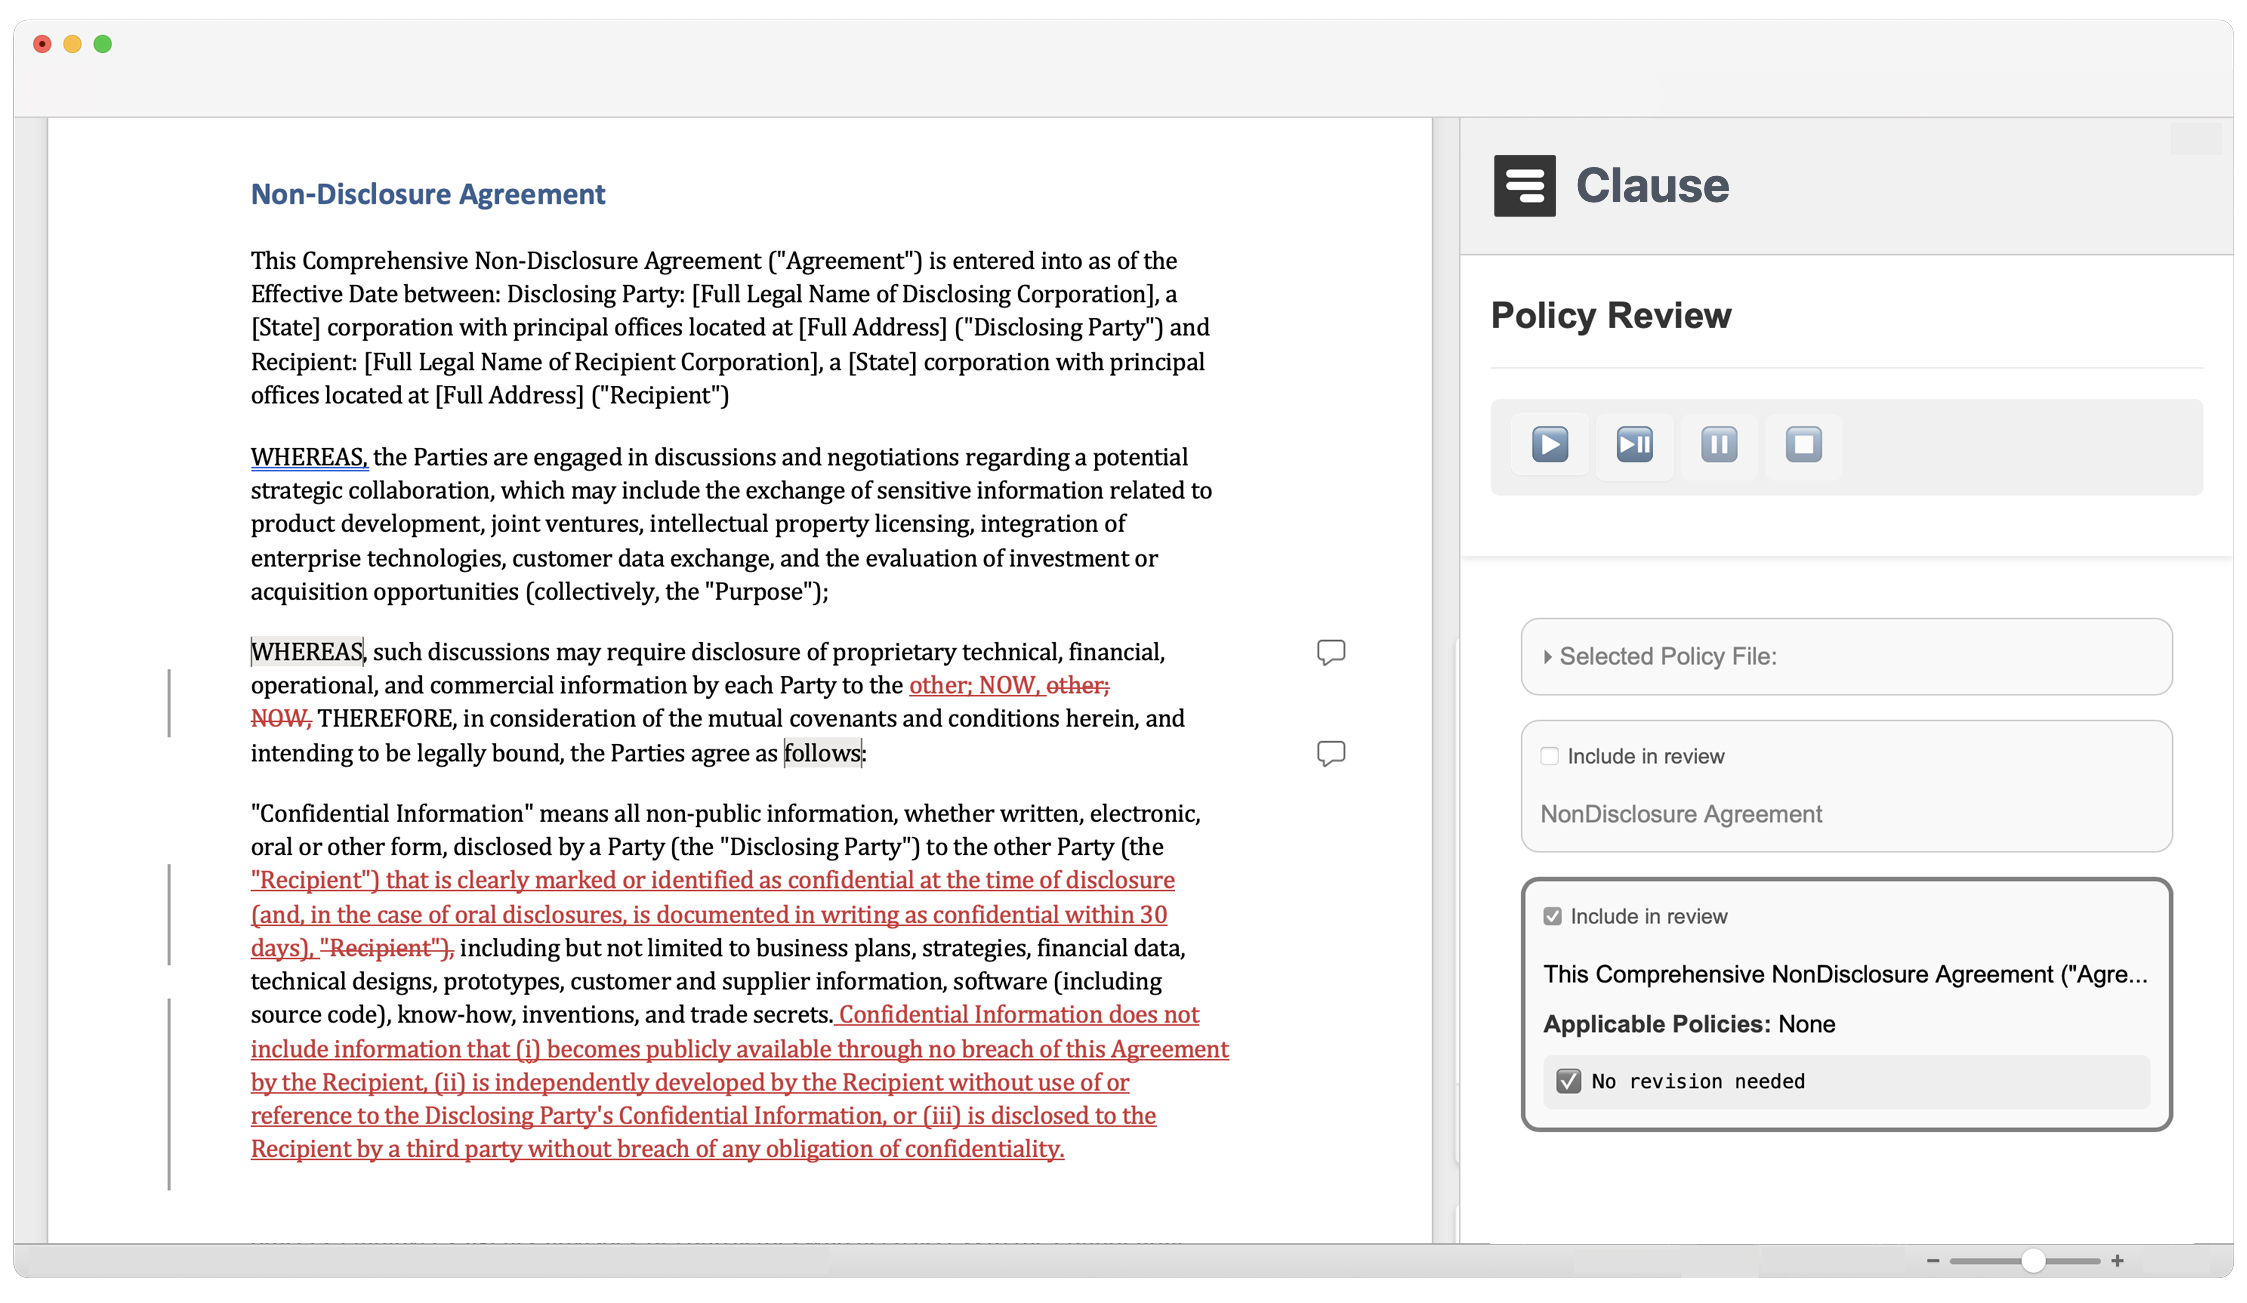 Non-Disclosure Agreement
This Comprehensive Non-Disclosure Agreement ("Agreement") is entered into as of the
Effective Date between: Disclosing Party: [Full Legal Name of Disclosing Corporation], a
[State] corporation with principal offices located at [Full Address] ("Disclosing Party") and
Recipient: [Full Legal Name of Recipient Corporation], a [State] corporation with principal
offices located at [Full Address] ("Recipient")
WHEREAS, the Parties are engaged in discussions and negotiations regarding a potential
strategic collaboration, which may include the exchange of sensitive information related to
product development, joint ventures, intellectual property licensing, integration of
enterprise technologies, customer data exchange, and the evaluation of investment or
acquisition opportunities (collectively, the "Purpose");
WHEREAS, such discussions may require disclosure of proprietary technical, financial,
operational, and commercial information by each Party to the other; NOW, other;
NOW, THEREFORE, in consideration of the mutual covenants and conditions herein, and
intending to be legally bound, the Parties agree as follows:
"Confidential Information" means all non-public information, whether written, electronic,
oral or other form, disclosed by a Party (the "Disclosing Party") to the other Party (the
"Recipient") that is clearly marked or identified as confidential at the time of disclosure
(and, in the case of oral disclosures, is documented in writing as confidential within 30
days), "Recipient"), including but not limited to business plans, strategies, financial data,
technical designs, prototypes, customer and supplier information, software (including
source code), know-how, inventions, and trade secrets. Confidential Information does not
include information that (i) becomes publicly available through no breach of this Agreement
by the Recipient, (ii) is independently developed by the Recipient without use of or
reference to the Disclosing Party's Confidential Information, or (iii) is disclosed to the
Recipient by a third party without breach of any obligation of confidentiality.
Clause
Policy Review
Selected Policy File:
Include in review
NonDisclosure Agreement
Include in review
This Comprehensive NonDisclosure Agreement ("Agre...
Applicable Policies: None
No revision needed